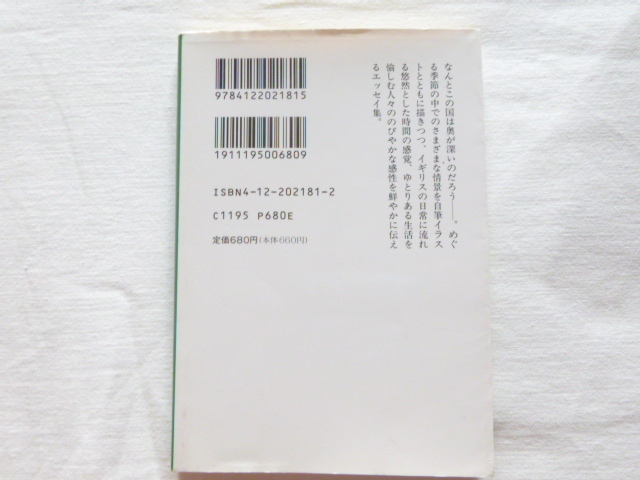 なんとこの国は奥が深いのだろう――。めぐ
る季節の中でのさまざまな情景を自筆イラス
トとともに描きつつ、イギリスの日常に流れ
る悠然とした時間の感覚、ゆとりある生活を
愉しむ人々ののびやかな感性を鮮やかに伝え
るエッセイ集。
9784122021815
1911195006809
ISBN4-12-202181-2
C1195 P680E
定価680円(本体660円)